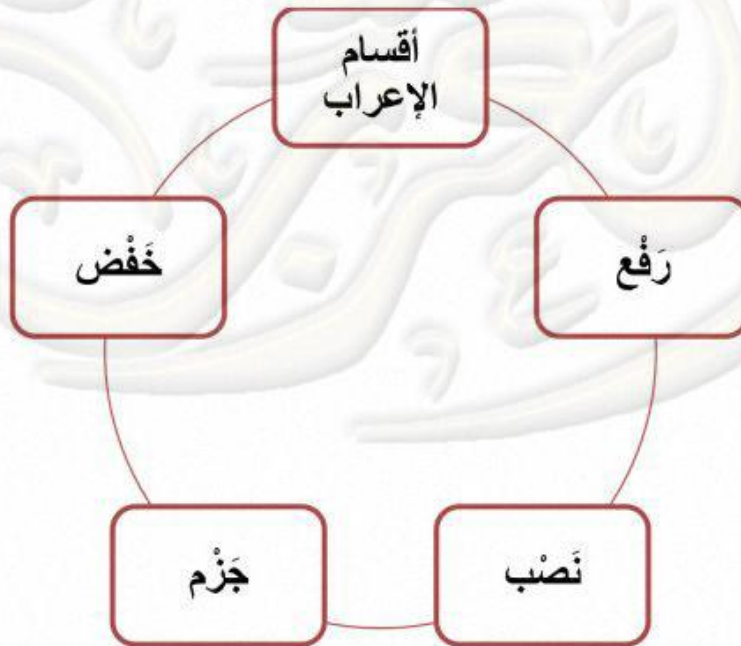 أقسام
الإعراب
رَفْع
خَفْض
نَصْب
جَزْم